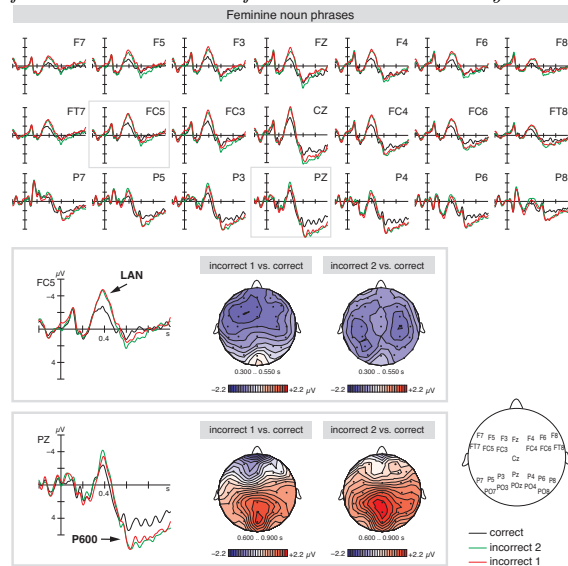 Feminine noun phrases
F7 F5 F3 FZ F4 F6 F8
FT7 FC5 FC3 CZ FC4 FC6 FT8
P7 P5 P3 PZ P4 P6 P8
incorrect 1 vs. correct incorrect 2 vs. correct
µV
FC5
LAN
−4
0.4
s
4
0.300 .. 0.550 s 0.300 .. 0.550 s
−2.2 +2.2 µV −2.2 +2.2 µV
incorrect 1 vs. correct incorrect 2 vs. correct
µV
PZ
−4
0.4
s
4
P600
0.600 .. 0.900 s 0.600 .. 0.900 s
−2.2 +2.2 µV −2.2 +2.2 µV
F7 F5 F3 Fz F4 F6 F8
FT7 FC5 FC3 FC4 FC6 FT8
Cz
P7 P5 P3 Pz P4 P6 P8
PO7 PO3 POz PO4 PO8
correct
incorrect 2
incorrect 1